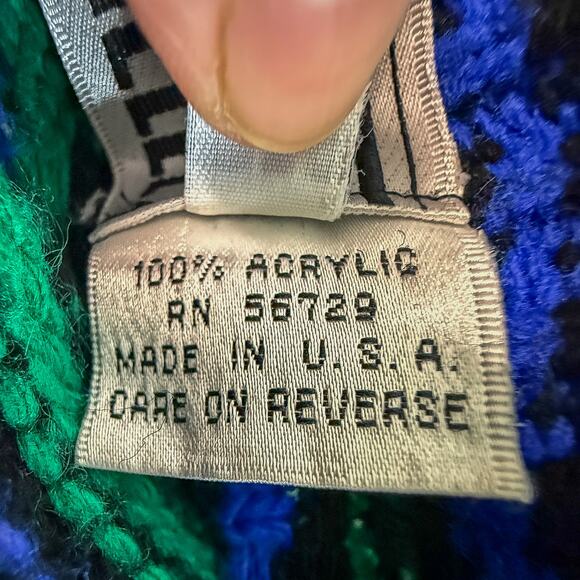 100% ACRYLIC
RN 56729
MADE IN U.S.A.
CARE ON REVERSE